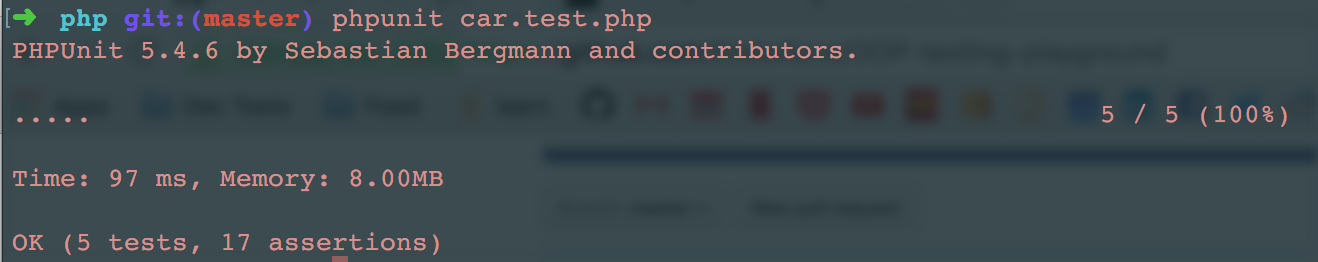 ➜ php git:(master) phpunit car.test.php
PHPUnit 5.4.6 by Sebastian Bergmann and contributors.
..... 5 / 5 (100%)
Time: 97 ms, Memory: 8.00MB
OK (5 tests, 17 assertions)